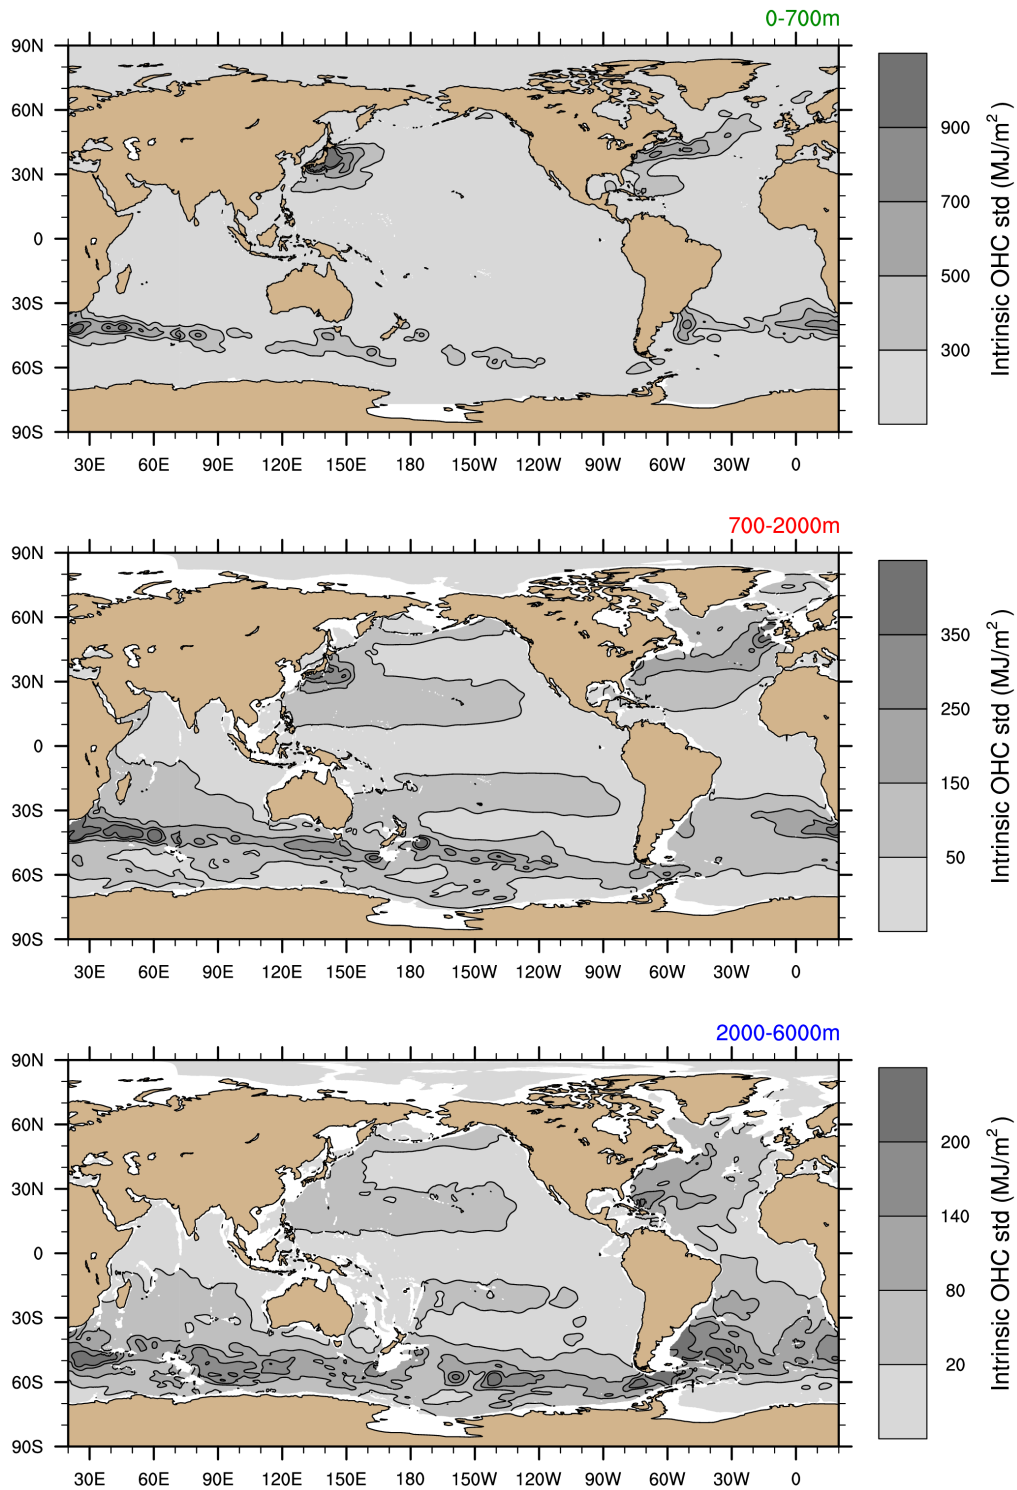 0-700m
90N
60N
30N
0
30S
60S
90S
30E 60E 90E 120E 150E 180 150W 120W 90W 60W 30W 0
900
700
500
300
Intrinsic OHC std (MJ/m²)
700-2000m
90N
60N
30N
0
30S
60S
90S
30E 60E 90E 120E 150E 180 150W 120W 90W 60W 30W 0
350
250
150
50
Intrinsic OHC std (MJ/m²)
2000-6000m
90N
60N
30N
0
30S
60S
90S
30E 60E 90E 120E 150E 180 150W 120W 90W 60W 30W 0
200
140
80
20
Intrinsic OHC std (MJ/m²)